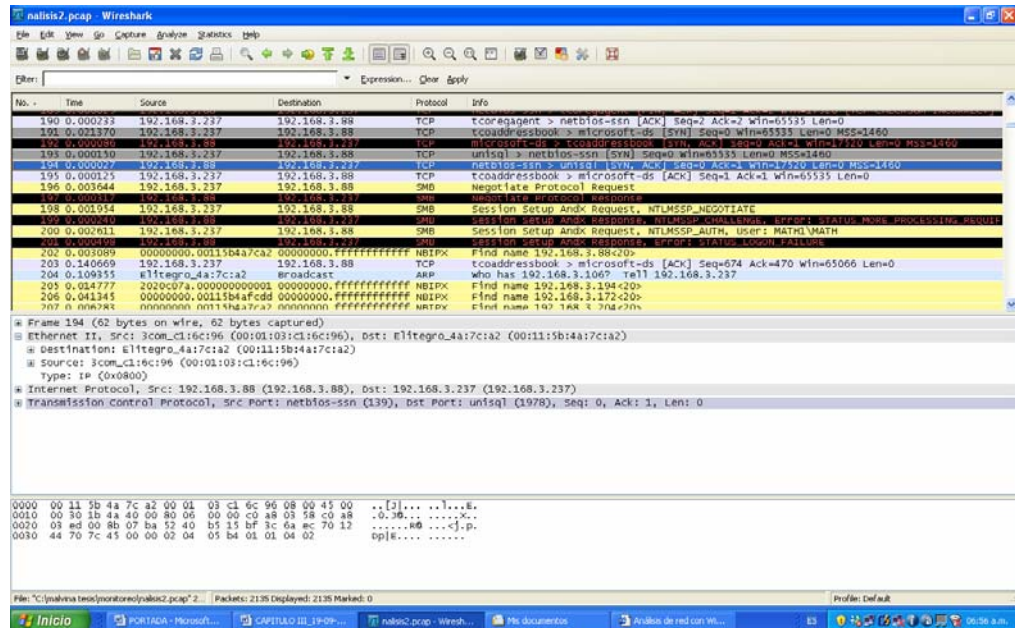 nalisis2.pcap - Wireshark
File Edit View Go Capture Analyze Statistics Help
Filter: Expression... Clear Apply
No. - Time Source Destination Protocol Info
190 0.000233 192.168.3.237 192.168.3.88 TCP tcoregagent > netbios-ssn [ACK] Seq=2 Ack=2 Win=65535 Len=0
191 0.021370 192.168.3.237 192.168.3.88 TCP tcoaddressbook > microsoft-ds [SYN] Seq=0 Win=65535 Len=0 MSS=1460
192 0.000086 192.168.3.88 192.168.3.237 TCP microsoft-ds > tcoaddressbook [SYN, ACK] Seq=0 Ack=1 Win=17520 Len=0 MSS=1460
193 0.000150 192.168.3.237 192.168.3.88 TCP unisql > netbios-ssn [SYN] Seq=0 Win=65535 Len=0 MSS=1460
194 0.000027 192.168.3.88 192.168.3.237 TCP netbios-ssn > unisql [SYN, ACK] Seq=0 Ack=1 Win=17520 Len=0 MSS=1460
195 0.000125 192.168.3.237 192.168.3.88 TCP tcoaddressbook > microsoft-ds [ACK] Seq=1 Ack=1 Win=65535 Len=0
196 0.003644 192.168.3.237 192.168.3.88 SMB Negotiate Protocol Request
197 0.000317 192.168.3.88 192.168.3.237 SMB Negotiate Protocol Response
198 0.001954 192.168.3.237 192.168.3.88 SMB Session Setup AndX Request, NTLMSSP_NEGOTIATE
199 0.000240 192.168.3.88 192.168.3.237 SMB Session Setup AndX Response, NTLMSSP_CHALLENGE, Error: STATUS_MORE_PROCESSING_REQUIF
200 0.002611 192.168.3.237 192.168.3.88 SMB Session Setup AndX Request, NTLMSSP_AUTH, User: MATH1\MATH
201 0.000498 192.168.3.88 192.168.3.237 SMB Session Setup AndX Response, Error: STATUS_LOGON_FAILURE
202 0.003089 00000000.00115b4a7ca2 00000000.ffffffffffff NBIPX Find name 192.168.3.88<20>
203 0.140669 192.168.3.237 192.168.3.88 TCP tcoaddressbook > microsoft-ds [ACK] Seq=674 Ack=470 Win=65066 Len=0
204 0.109355 Elitegro_4a:7c:a2 Broadcast ARP Who has 192.168.3.106? Tell 192.168.3.237
205 0.014777 2020c07a.000000000001 00000000.ffffffffffff NBIPX Find name 192.168.3.194<20>
206 0.041345 00000000.00115b4afcdd 00000000.ffffffffffff NBIPX Find name 192.168.3.172<20>
207 0.006283 00000000.00115b4a7ca2 00000000.ffffffffffff NBIPX Find name 192.168.3.204<20>
Frame 194 (62 bytes on wire, 62 bytes captured)
Ethernet II, Src: 3com_c1:6c:96 (00:01:03:c1:6c:96), Dst: Elitegro_4a:7c:a2 (00:11:5b:4a:7c:a2)
Destination: Elitegro_4a:7c:a2 (00:11:5b:4a:7c:a2)
Source: 3com_c1:6c:96 (00:01:03:c1:6c:96)
Type: IP (0x0800)
Internet Protocol, Src: 192.168.3.88 (192.168.3.88), Dst: 192.168.3.237 (192.168.3.237)
Transmission Control Protocol, Src Port: netbios-ssn (139), Dst Port: unisql (1978), Seq: 0, Ack: 1, Len: 0
0000 00 11 5b 4a 7c a2 00 01 03 c1 6c 96 08 00 45 00 ..[J|... ..l...E.
0010 00 30 1b 4a 40 00 80 06 00 00 c0 a8 03 58 c0 a8 .0.J@... .....X..
0020 03 ed 00 8b 07 ba 52 40 b5 15 bf 3c 6a ec 70 12 ......R@ ...<j.p.
0030 44 70 7c 45 00 00 02 04 05 b4 01 01 04 02 Dp|E.... ......
File: "C:\malvina tesis\monitoreo\nalisis2.pcap" 2... Packets: 2135 Displayed: 2135 Marked: 0 Profile: Default
Inicio PORTADA - Microsoft... CAPITULO III_19-09-... nalisis2.pcap - Wiresh... Mis documentos Análisis de red con Wi... ES 06:56 a.m.